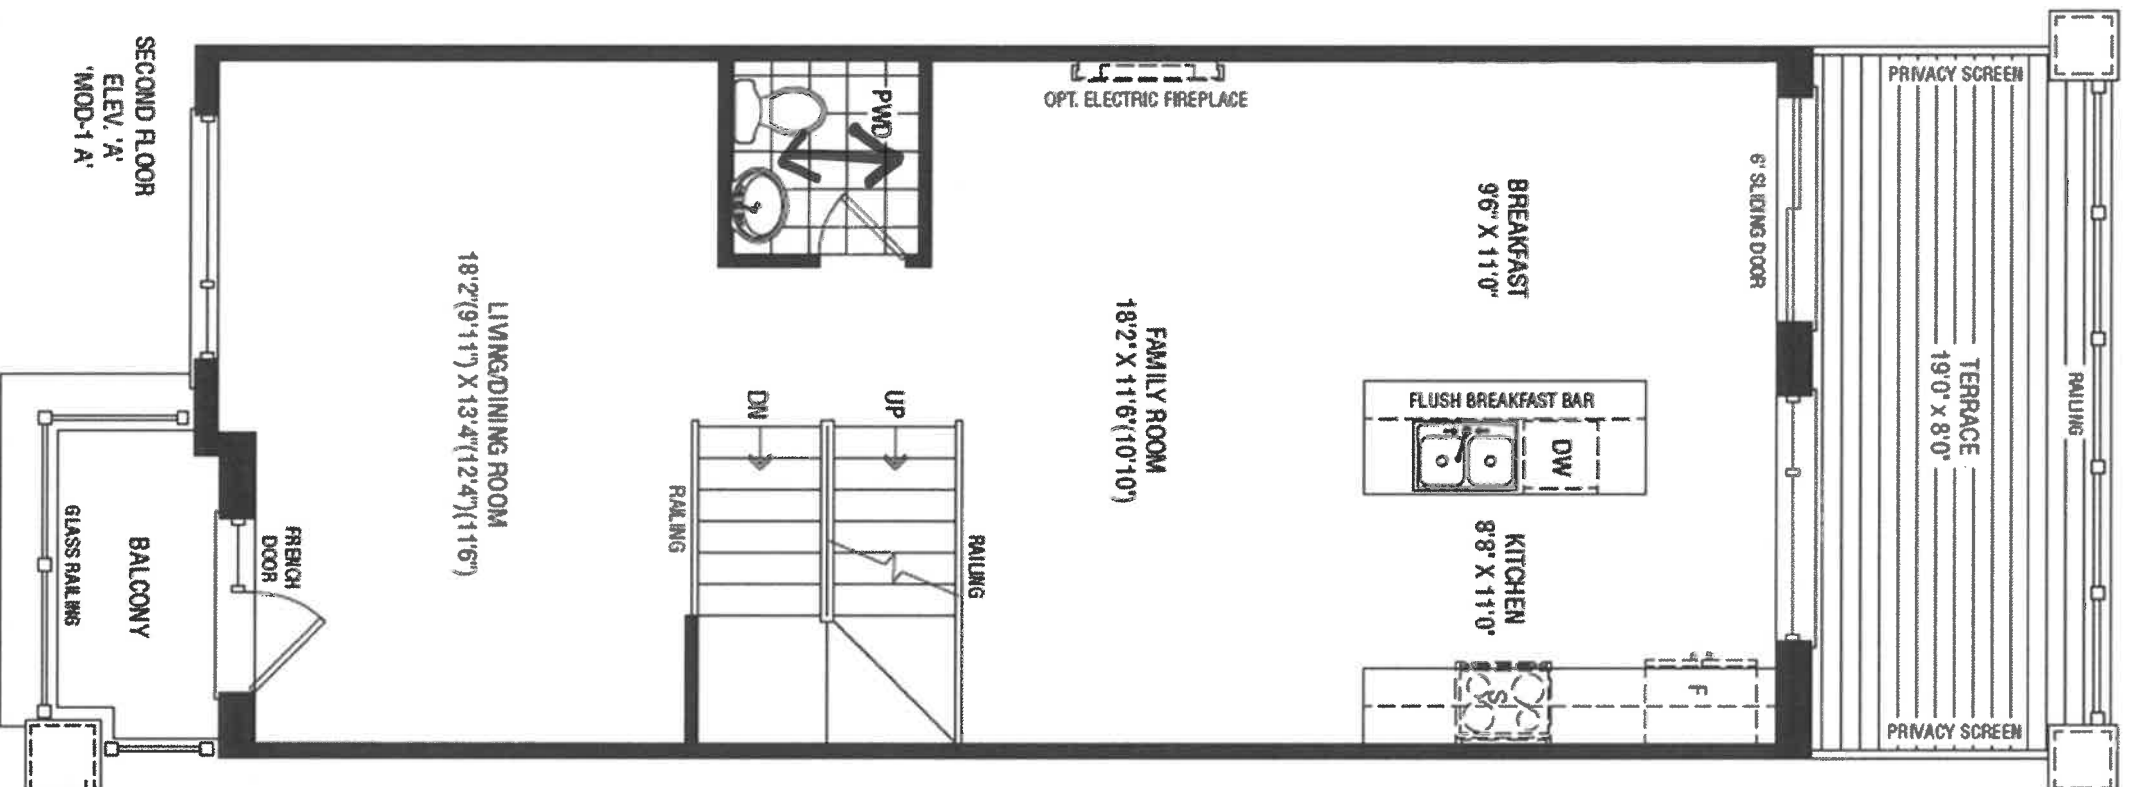 SECOND FLOOR
ELEV. 'A'
'MOD-1 A'
PWD
OPT. ELECTRIC FIREPLACE
BREAKFAST
9'6" X 11'0"
6' SLIDING DOOR
PRIVACY SCREEN
TERRACE
19'0" X 8'0"
RAILING
PRIVACY SCREEN
LIVING/DINING ROOM
18'2"(9'11") X 13'4"(12'4")(11'6")
FAMILY ROOM
18'2" X 11'6"(10'10")
FLUSH BREAKFAST BAR
DW
KITCHEN
8'8" X 11'0"
S
F
DN
UP
RAILING
RAILING
FRENCH
DOOR
BALCONY
GLASS RAILING